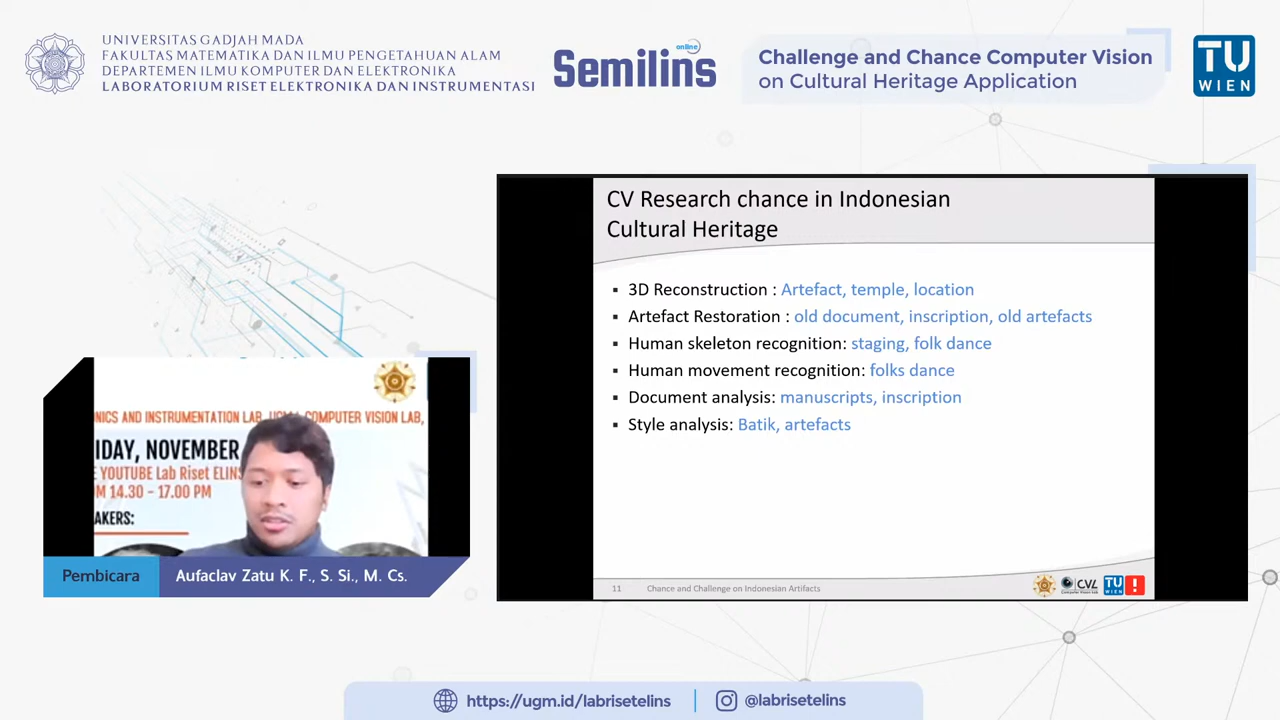 UNIVERSITAS GADJAH MADA
FAKULTAS MATEMATIKA DAN ILMU PENGETAHUAN ALAM
DEPARTEMEN ILMU KOMPUTER DAN ELEKTRONIKA
LABORATORIUM RISET ELEKTRONIKA DAN INSTRUMENTASI
online
Semilins
Challenge and Chance Computer Vision
on Cultural Heritage Application
TU
WIEN
CV Research chance in Indonesian
Cultural Heritage
▪ 3D Reconstruction : Artefact, temple, location
▪ Artefact Restoration : old document, inscription, old artefacts
▪ Human skeleton recognition: staging, folk dance
▪ Human movement recognition: folks dance
▪ Document analysis: manuscripts, inscription
▪ Style analysis: Batik, artefacts
11 Chance and Challenge on Indonesian Artifacts
CVL
Computer Vision Lab
TU
WIEN
NICS AND INSTRUMENTATION LAB, COMPUTER VISION LAB,
IDAY, NOVEMBER
E YOUTUBE Lab Riset ELINS
M 14.30 - 17.00 PM
AKERS:
Pembicara
Aufaclav Zatu K. F., S. Si., M. Cs.
https://ugm.id/labrisetelins
@labrisetelins